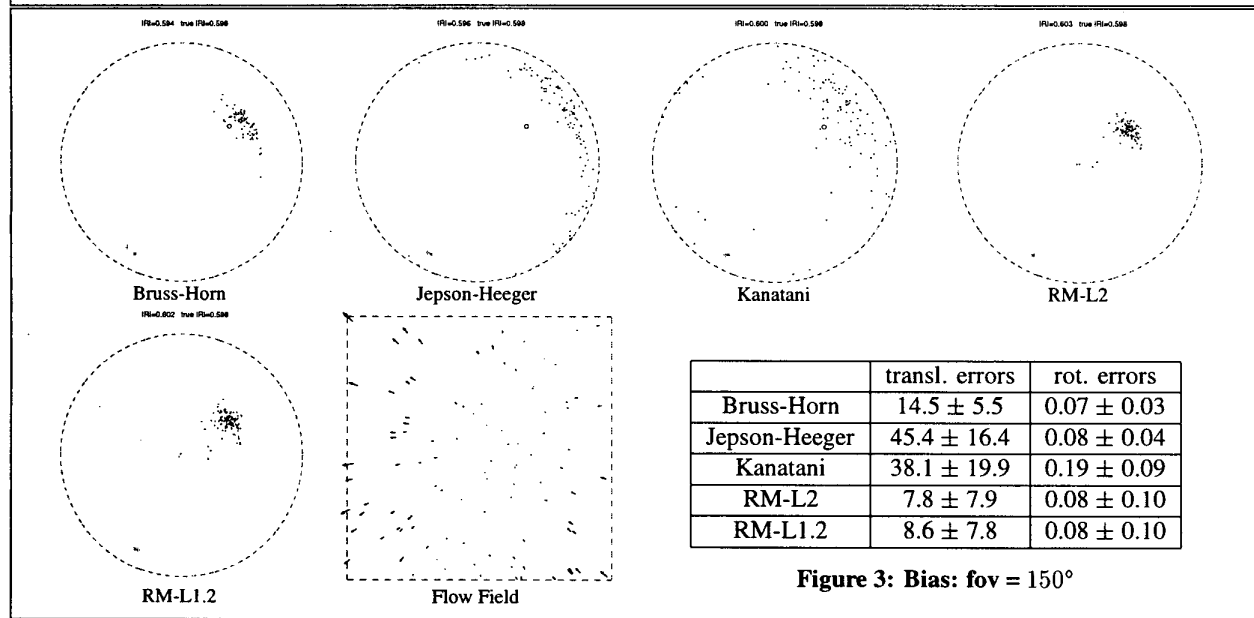 |R|=0.594 true |R|=0.598
|R|=0.596 true |R|=0.598
|R|=0.600 true |R|=0.598
|R|=0.603 true |R|=0.598
Bruss-Horn
Jepson-Heeger
Kanatani
RM-L2
|R|=0.602 true |R|=0.598
RM-L1.2
Flow Field
transl. errors rot. errors
Bruss-Horn 14.5 ± 5.5 0.07 ± 0.03
Jepson-Heeger 45.4 ± 16.4 0.08 ± 0.04
Kanatani 38.1 ± 19.9 0.19 ± 0.09
RM-L2 7.8 ± 7.9 0.08 ± 0.10
RM-L1.2 8.6 ± 7.8 0.08 ± 0.10
Figure 3: Bias: fov = 150°